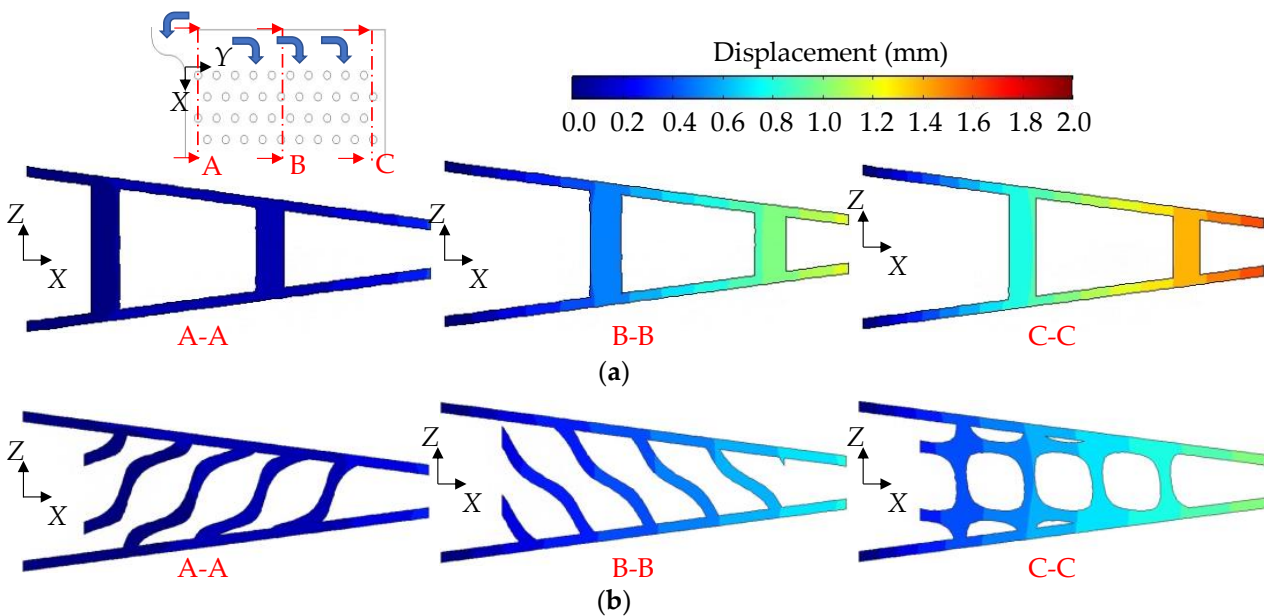 Displacement (mm)
Y
X
0.0 0.2 0.4 0.6 0.8 1.0 1.2 1.4 1.6 1.8 2.0
A B C
Z Z Z
X X X
A-A B-B C-C
(a)
Z Z Z
X X X
A-A B-B C-C
(b)